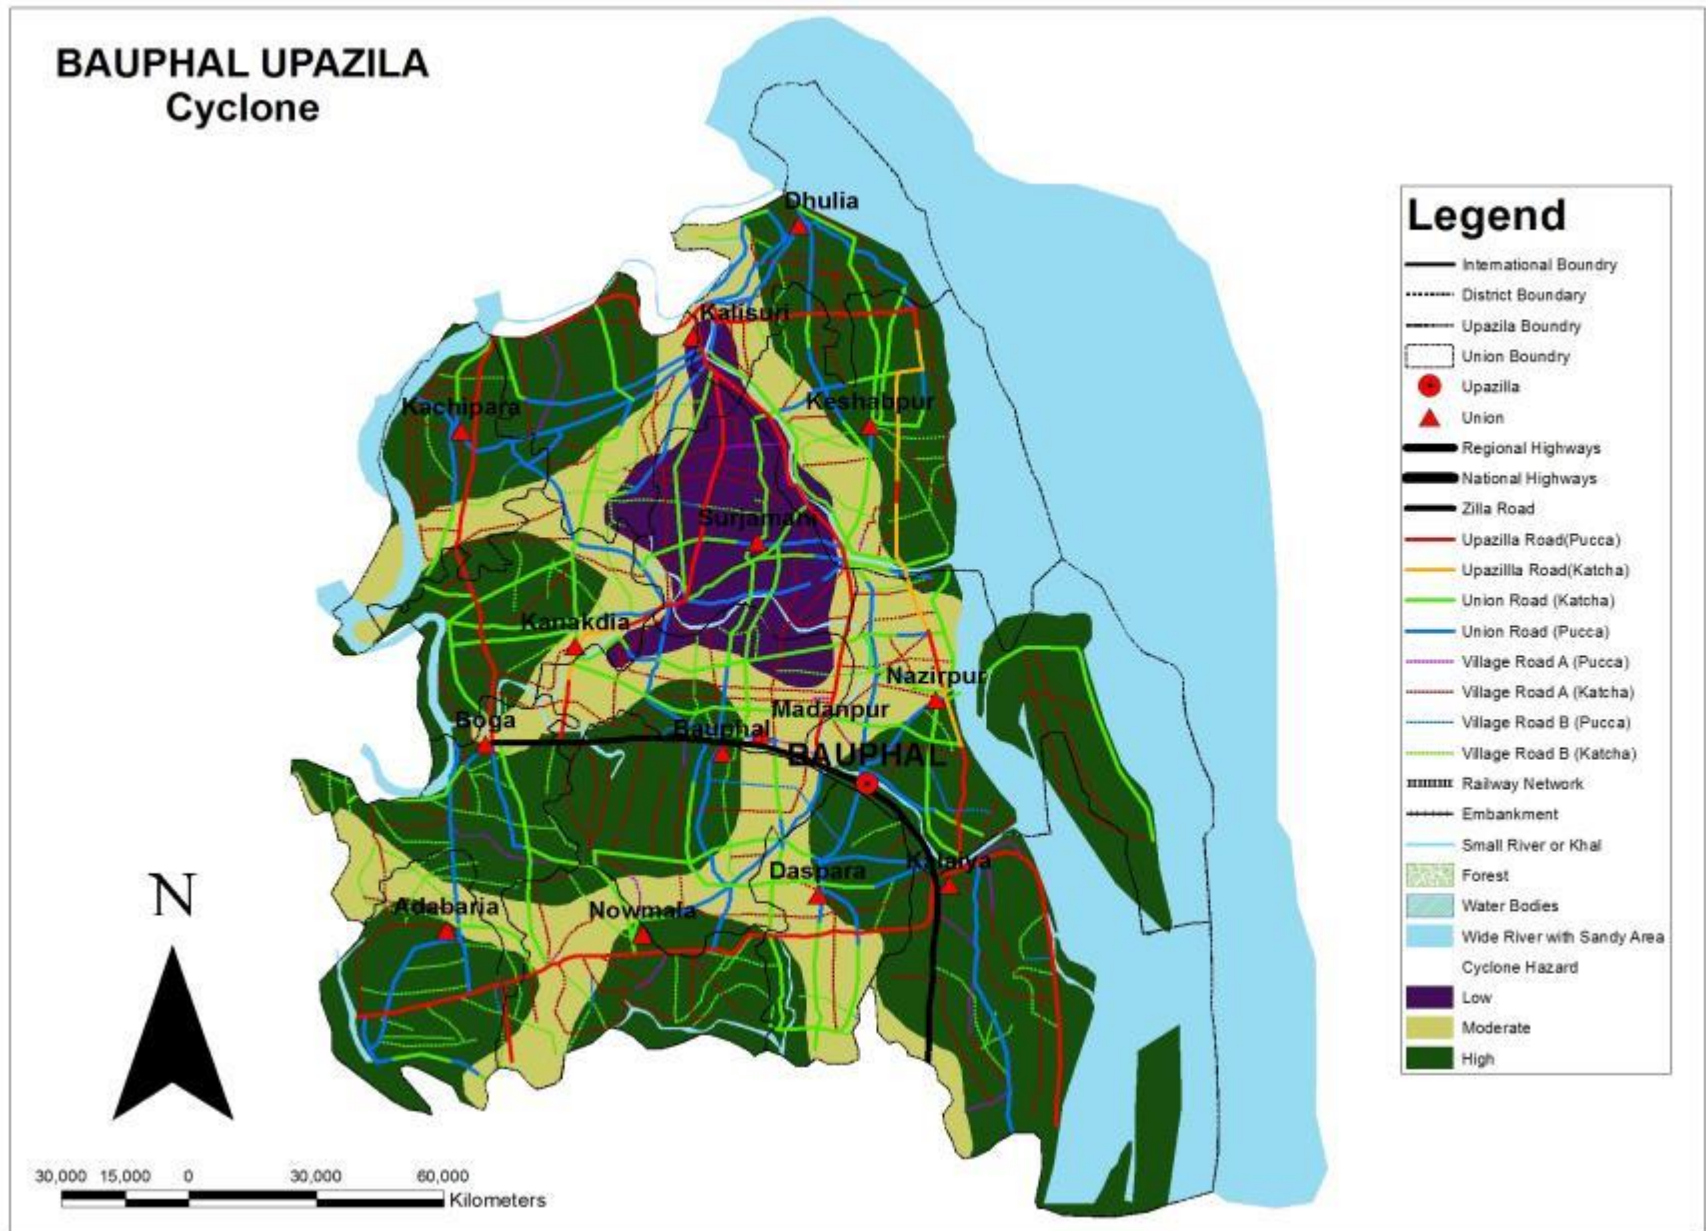 BAUPHAL UPAZILA
Cyclone
Dhulia
Kalisuri
Kachipara
Keshabpur
Surjamani
Kanakdia
Nazirpur
Boga
Madanpur
Bauphal
BAUPHAL
Kalaiya
Daspara
Adabaria
Nowmala
N
30,000 15,000 0 30,000 60,000
Kilometers
Legend
International Boundry
District Boundary
Upazila Boundry
Union Boundry
Upazilla
Union
Regional Highways
National Highways
Zilla Road
Upazilla Road(Pucca)
Upazillla Road(Katcha)
Union Road (Katcha)
Union Road (Pucca)
Village Road A (Pucca)
Village Road A (Katcha)
Village Road B (Pucca)
Village Road B (Katcha)
Railway Network
Embankment
Small River or Khal
Forest
Water Bodies
Wide River with Sandy Area
Cyclone Hazard
Low
Moderate
High